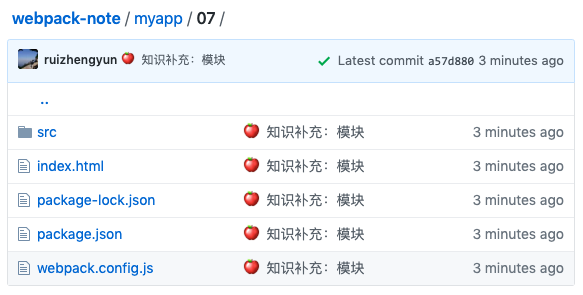 webpack-note / myapp / 07 /
ruizhengyun 🍎 知识补充：模块 Latest commit a57d880 3 minutes ago
..
src 🍎 知识补充：模块 3 minutes ago
index.html 🍎 知识补充：模块 3 minutes ago
package-lock.json 🍎 知识补充：模块 3 minutes ago
package.json 🍎 知识补充：模块 3 minutes ago
webpack.config.js 🍎 知识补充：模块 3 minutes ago